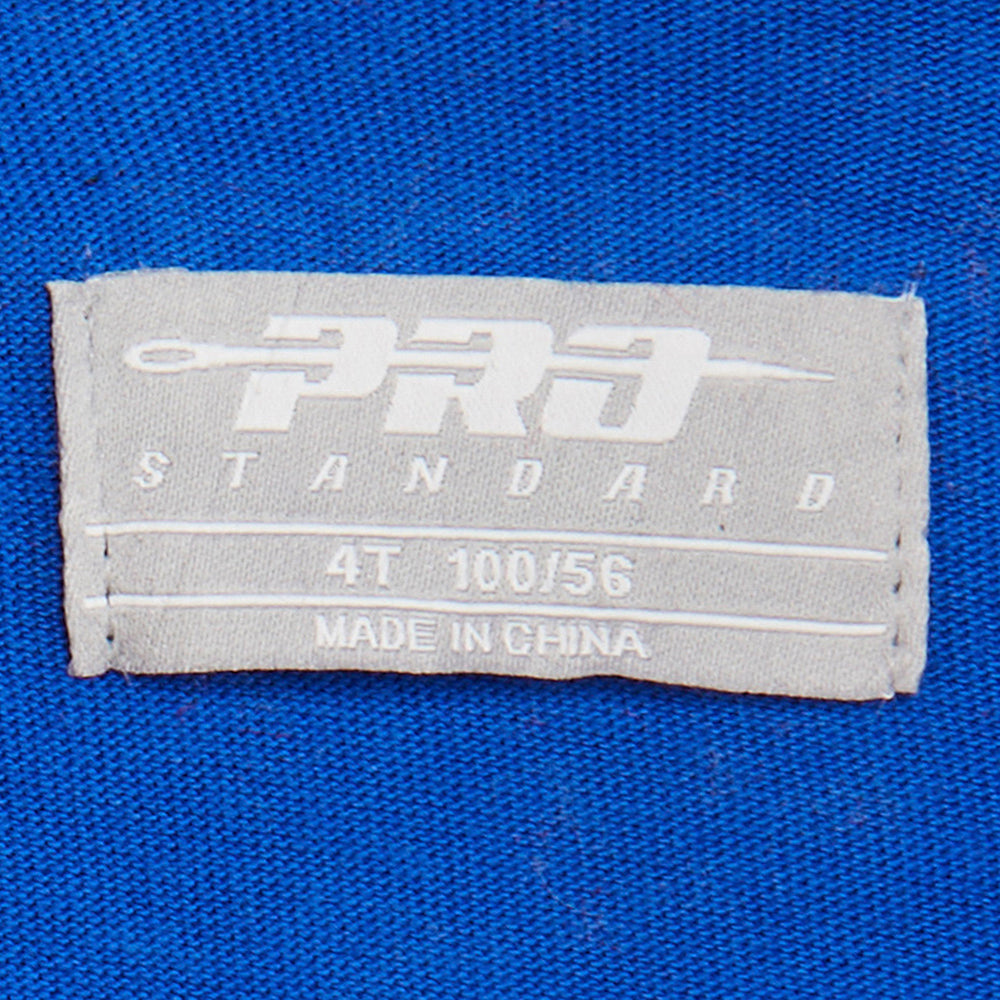 PRO
STANDARD
4T 100/56
MADE IN CHINA